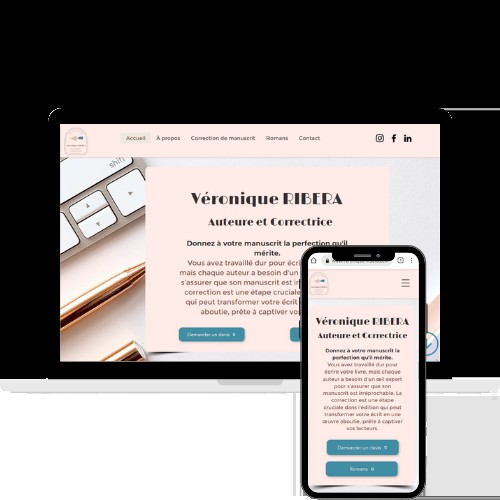 shift
Accueil À propos Correction de manuscrit Romans Contact
Véronique RIBERA
Auteure et Correctrice
Donnez à votre manuscrit la perfection qu'il
mérite.
Vous avez travaillé dur pour écri
mais chaque auteur a besoin d'un
s'assurer que son manuscrit est ir
correction est une étape cruciale
qui peut transformer votre écrit
aboutie, prête à captiver vo
Demander un devis
Véronique RIBERA
Auteure et Correctrice
Donnez à votre manuscrit la
perfection qu'il mérite.
Vous avez travaillé dur pour
écrire votre livre, mais chaque
auteur a besoin d'un œil expert
pour s'assurer que son
manuscrit est irréprochable. La
correction est une étape
cruciale dans l'édition qui peut
transformer votre écrit en une
œuvre aboutie, prête à captiver
vos lecteurs.
Demander un devis
Romans